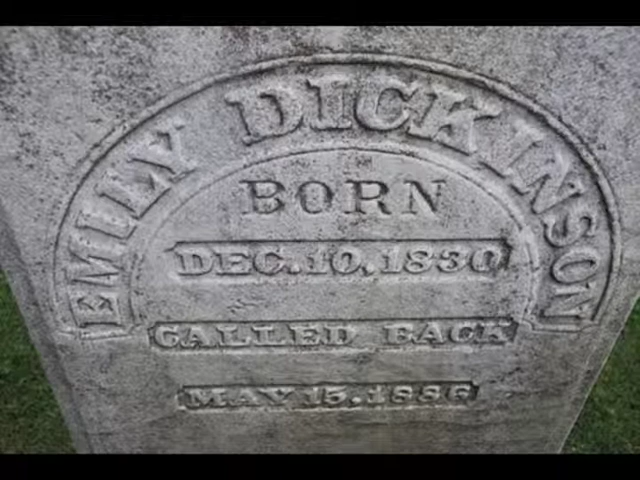 EMILY DICKINSON
BORN
DEC. 10, 1830
CALLED BACK
MAY 15, 1886